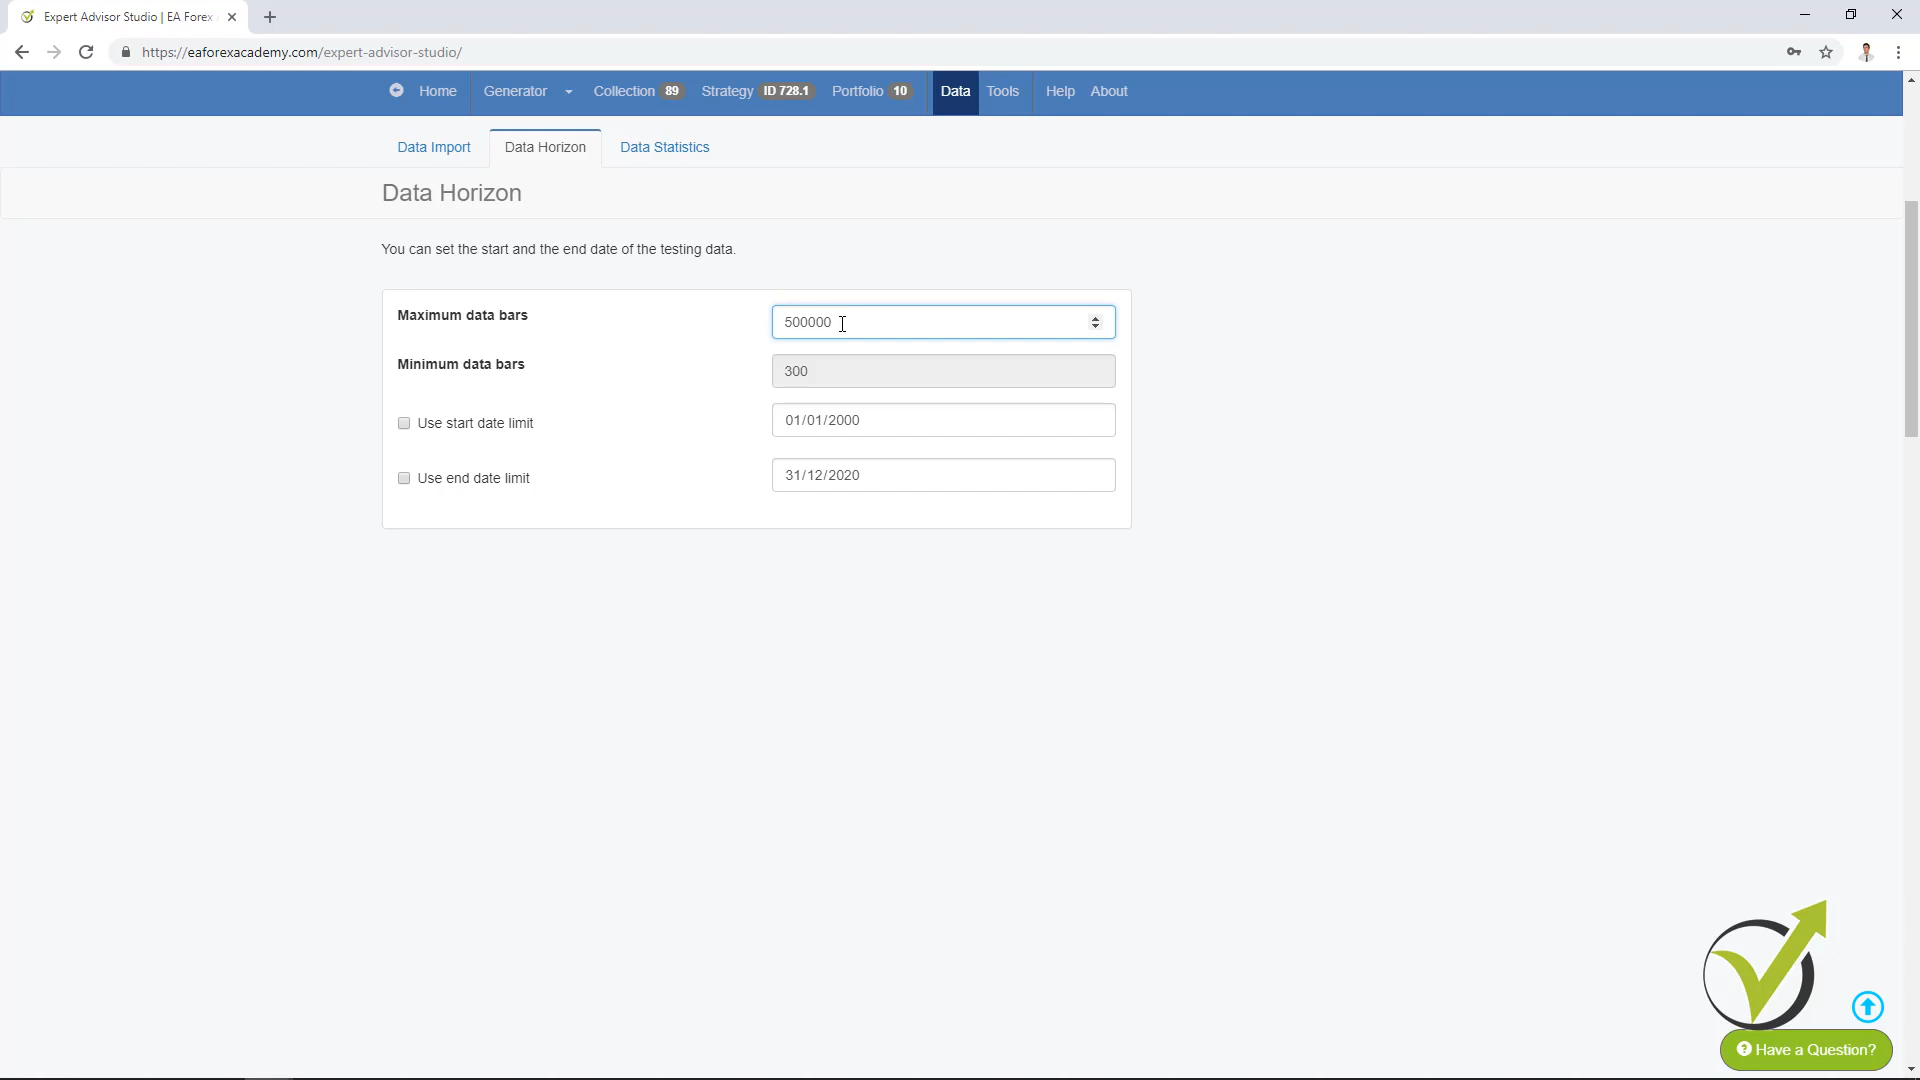 Expert Advisor Studio | EA Forex
https://eaforexacademy.com/expert-advisor-studio/
Home Generator Collection 89 Strategy ID 728.1 Portfolio 10 Data Tools Help About
Data Import Data Horizon Data Statistics
Data Horizon
You can set the start and the end date of the testing data.
Maximum data bars 500000
Minimum data bars 300
Use start date limit 01/01/2000
Use end date limit 31/12/2020
Have a Question?